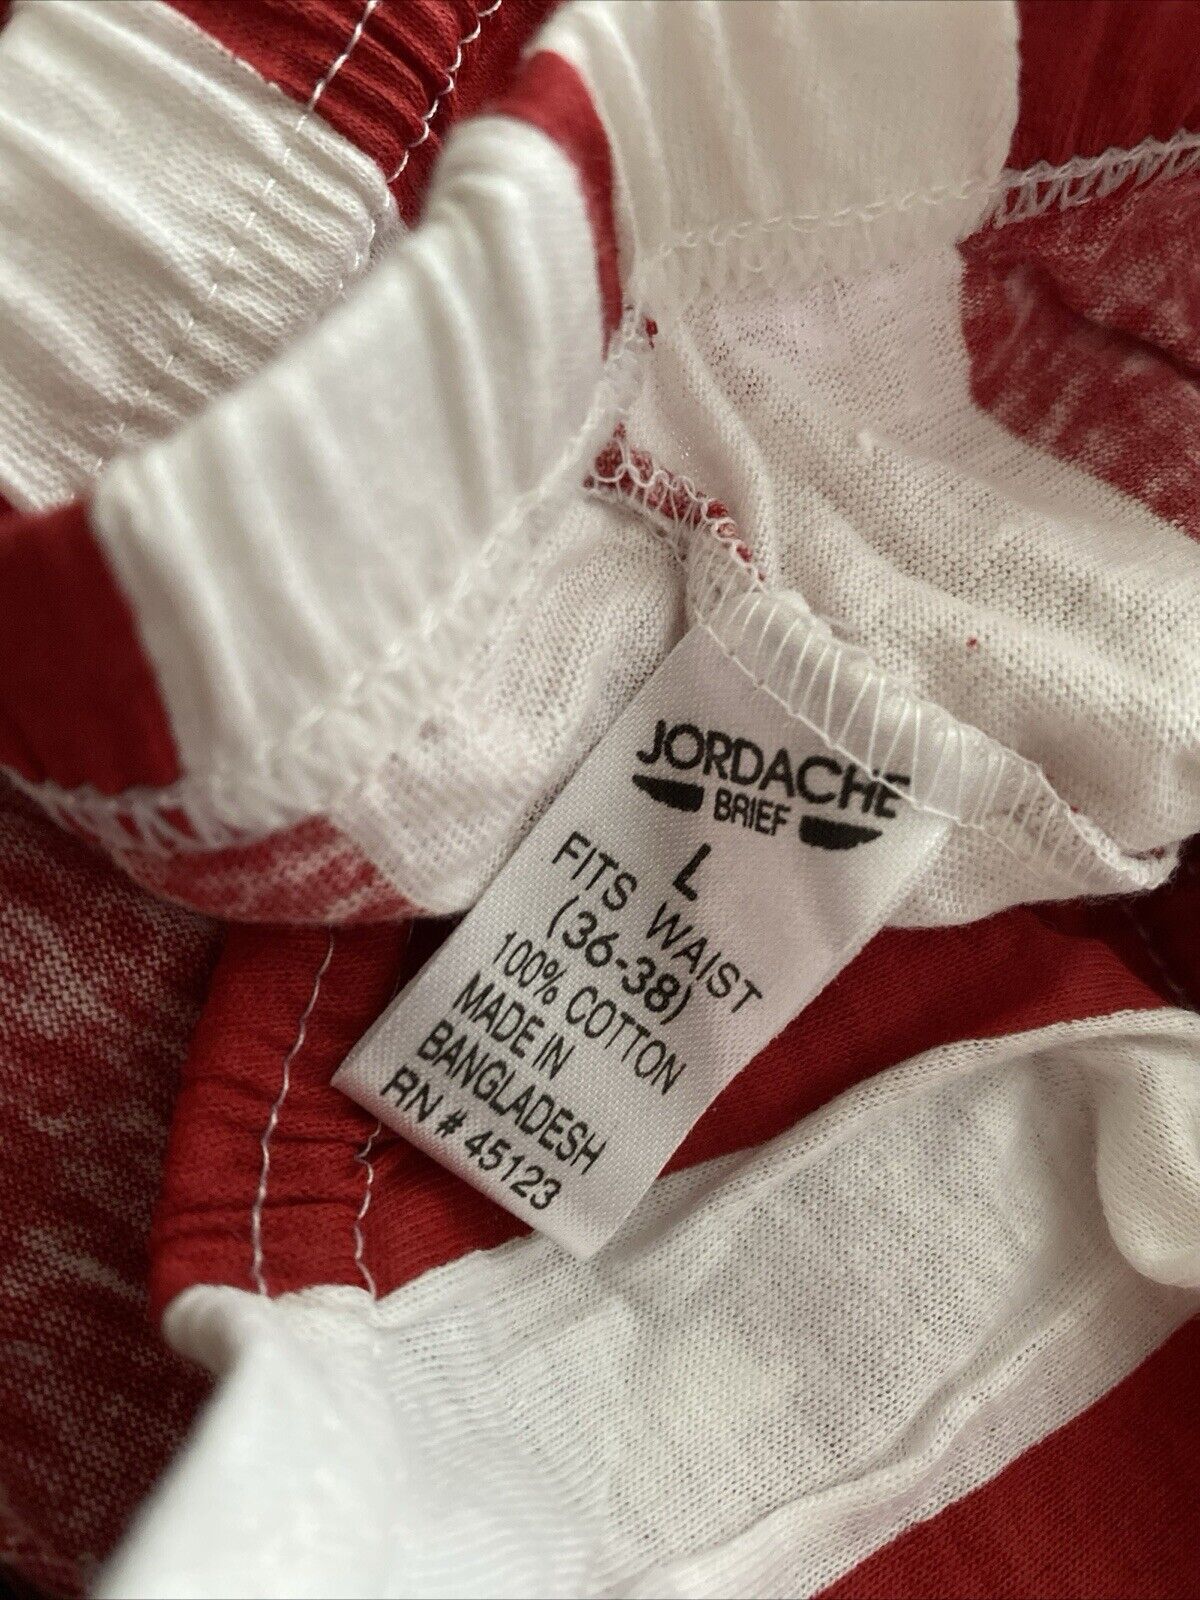 JORDACHE
BRIEF
L
FITS WAIST
(36-38)
100% COTTON
MADE IN
BANGLADESH
RN # 45123